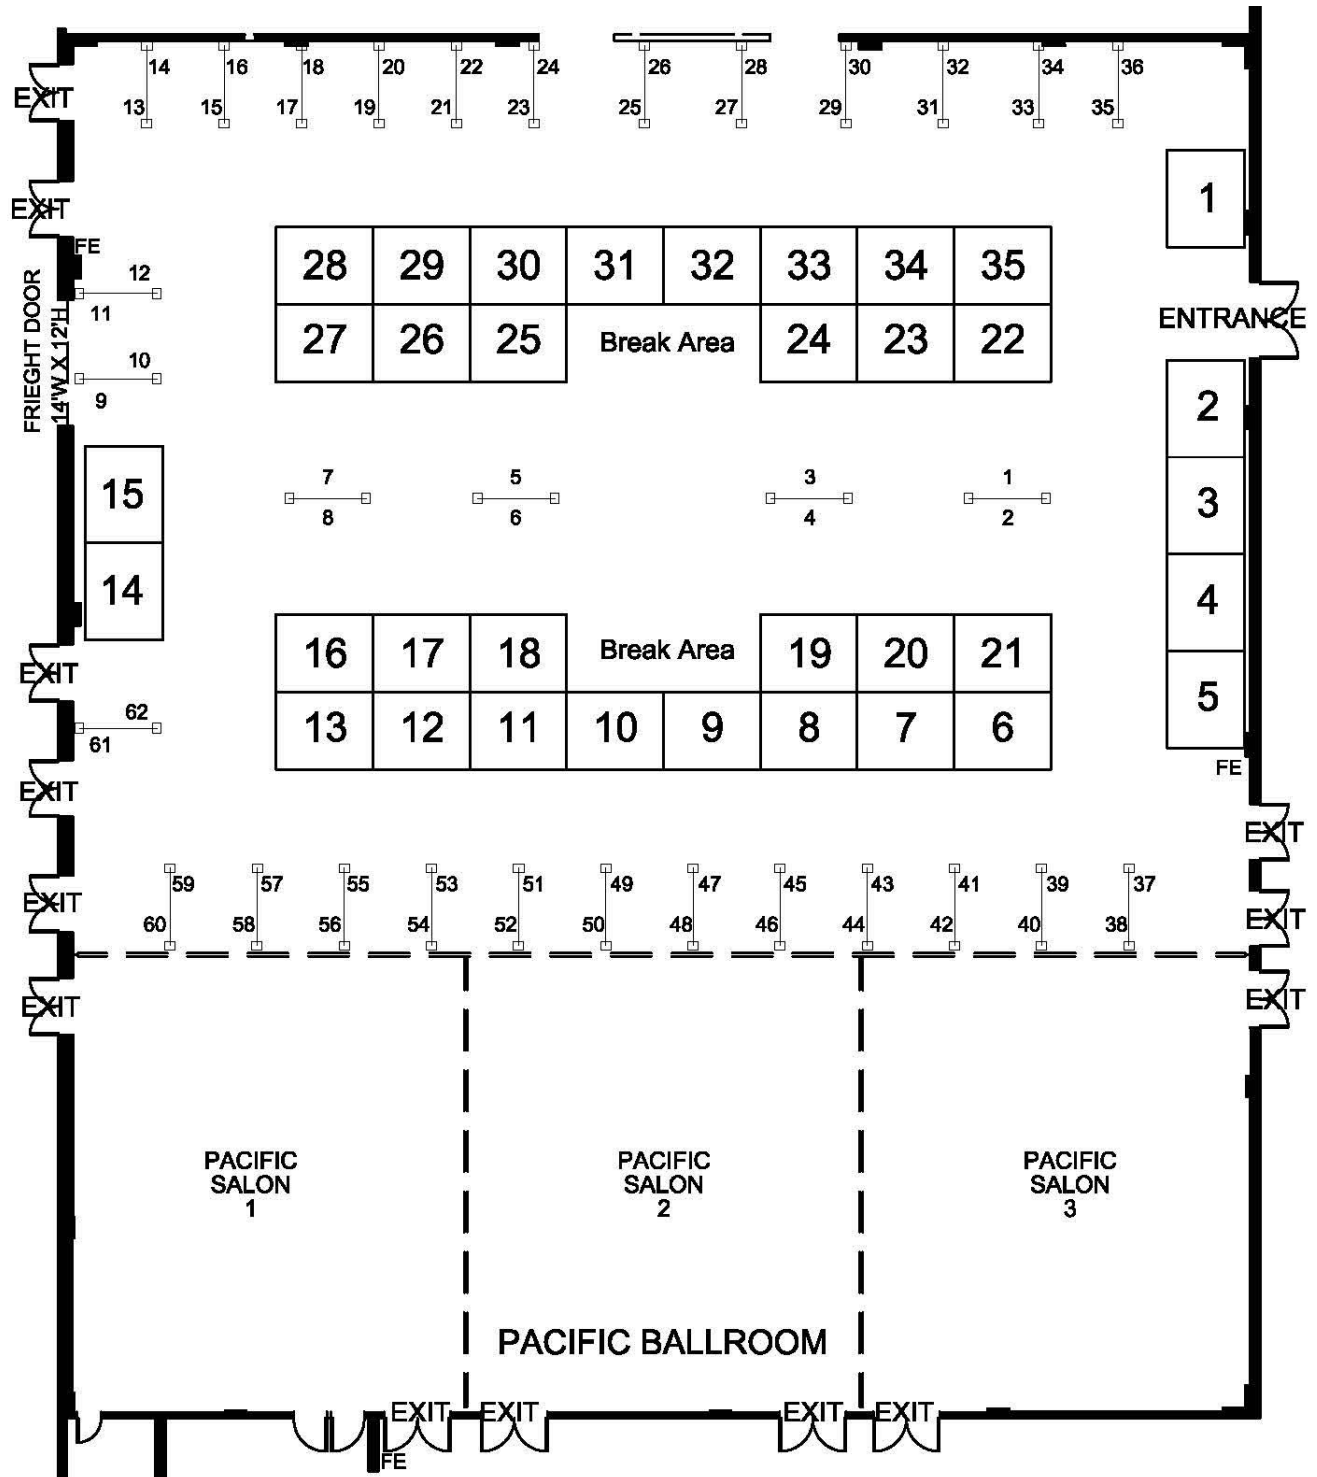 14 16 18 20 22 24 26 28 30 32 34 36
EXIT
13 15 17 19 21 23 25 27 29 31 33 35
1
EXIT
FE
28 29 30 31 32 33 34 35
12
11
FRIEGHT DOOR
14'W X 12'H
ENTRANCE
27 26 25 Break Area 24 23 22
10
9
2
7 5 3 1
15 3
8 6 4 2
14 4
16 17 18 Break Area 19 20 21
EXIT
5
62
61
13 12 11 10 9 8 7 6
FE
EXIT
EXIT
59 57 55 53 51 49 47 45 43 41 39 37
EXIT
EXIT
60 58 56 54 52 50 48 46 44 42 40 38
EXIT
EXIT
PACIFIC
SALON
1
PACIFIC
SALON
2
PACIFIC
SALON
3
PACIFIC BALLROOM
EXIT EXIT EXIT EXIT
FE